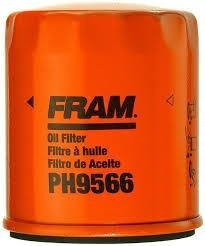 FRAM
Oil Filter
Filtre à huile
Filtro de Aceite
PH9566